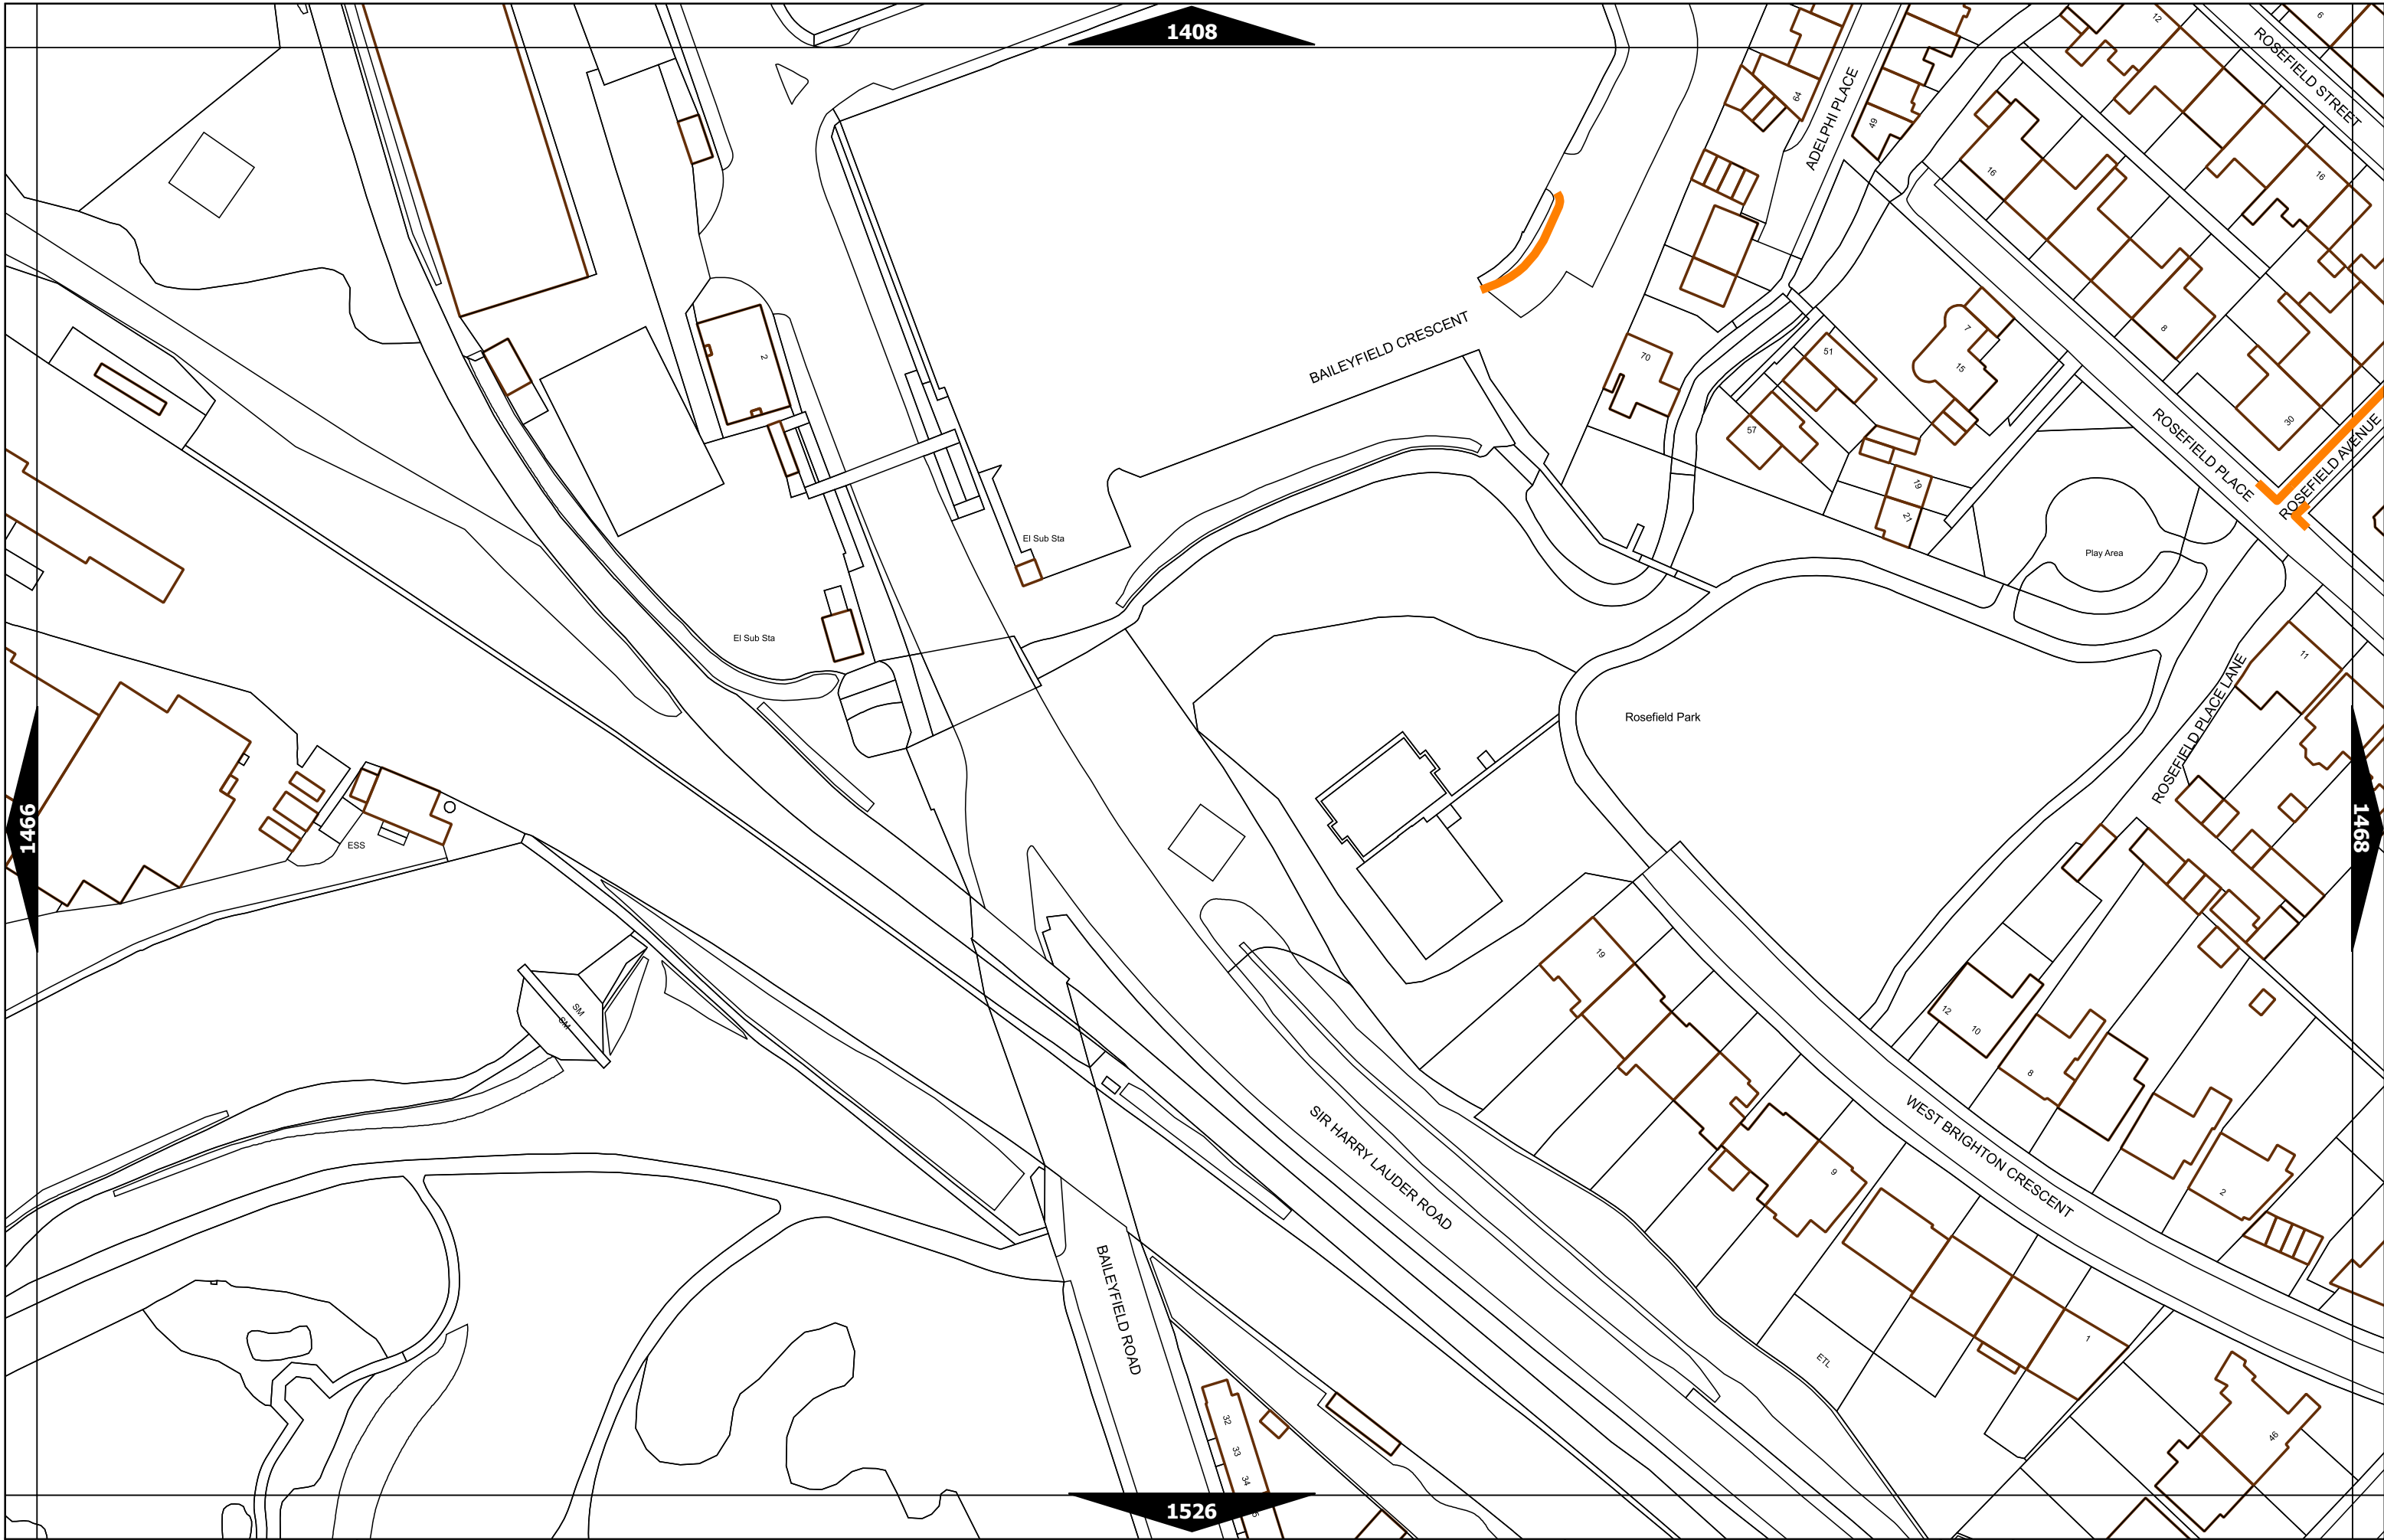 1408
12
6
ROSEFIELD STREET
64
ADELPHI PLACE
49
16
16
BAILEYFIELD CRESCENT
2
70
51
7
15
8
57
30
ROSEFIELD PLACE
ROSEFIELD AVENUE
19
21
El Sub Sta
Play Area
El Sub Sta
11
Rosefield Park
ROSEFIELD PLACE LANE
1466
1468
ESS
19
SM
SM
12
10
8
SIR HARRY LAUDER ROAD
WEST BRIGHTON CRESCENT
9
2
BAILEYFIELD ROAD
1
ETL
32
33
34
46
1526